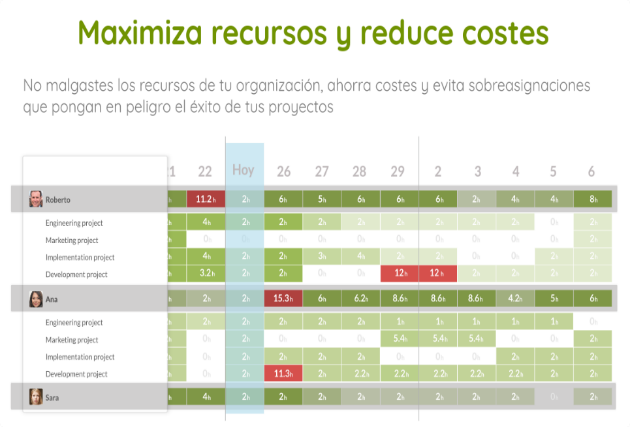 Maximiza recursos y reduce costes
No malgastes los recursos de tu organización, ahorra costes y evita sobreasignaciones
que pongan en peligro el éxito de tus proyectos
1 22 Hoy 26 27 28 29 2 3 4 5 6
Roberto h 11.2h 2h 6h 5h 6h 6h 6h 2h 4h 4h 8h
Engineering project h 4h 2h 2h 2h 2h 2h 2h 2h 2h 0h 2h
Marketing project h 0h 0h 0h 0h 0h 0h 0h 0h 0h 2h
Implementation project h 4h 2h 2h 3h 4h 2h 2h 0h 0h 2h 2h
Development project h 3.2h 2h 2h 0h 0h 12h 12h 2h 2h 2h 2h
Ana h 2h 2h 15.3h 6h 6.2h 8.6h 8.6h 8.6h 4.2h 5h 6h
Engineering project h 2h 2h 2h 2h 2h 1h 1h 1h 1h 1h 0h
Marketing project h 0h 2h 0h 0h 0h 5.4h 5.4h 5.4h 0h 0h 2h
Implementation project h 0h 2h 2h 2h 2h 0h 0h 0h 2h 2h 2h
Development project h 0h 2h 11.3h 2h 2.2h 2.2h 2.2h 2.2h 2.2h 2h 2h
Sara h 4h 2h 2h 2h 2h 2h 2h 2h 2h 0h 2h